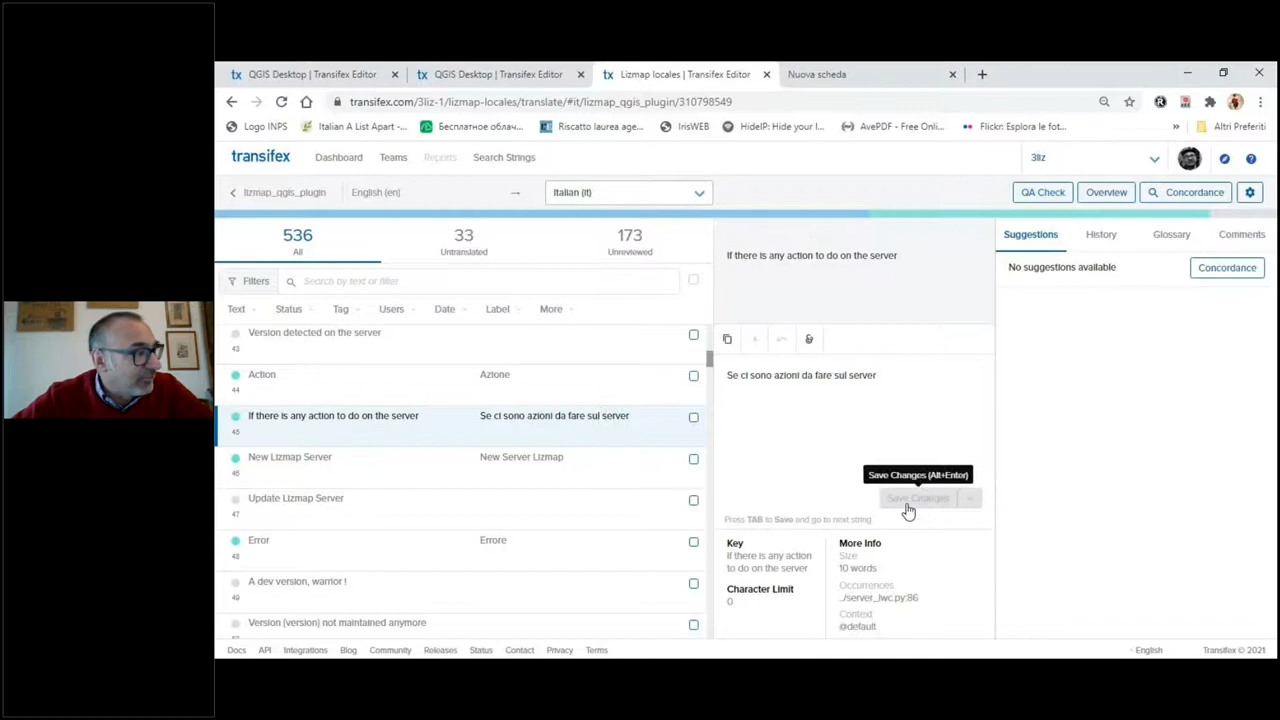 QGIS Desktop | Transifex Editor
QGIS Desktop | Transifex Editor
Lizmap locales | Transifex Editor
Nuova scheda
transifex.com/3liz-1/lizmap-locales/translate/#it/lizmap_qgis_plugin/310798549
Logo INPS
Italian A List Apart -...
Бесплатное облач...
Riscatto laurea age...
IrisWEB
HideIP: Hide your I...
AvePDF - Free Onli...
Flickr: Esplora le fot...
»
Altri Preferiti
transifex
Dashboard
Teams
Reports
Search Strings
3liz
lizmap_qgis_plugin
English (en)
→
Italian (it)
QA Check
Overview
Concordance
536
All
33
Untranslated
173
Unreviewed
Filters
Search by text or filter
Text
Status
Tag
Users
Date
Label
More
Version detected on the server
43
Action
Azione
44
If there is any action to do on the server
Se ci sono azioni da fare sul server
45
New Lizmap Server
New Server Lizmap
46
Update Lizmap Server
47
Error
Errore
48
A dev version, warrior !
49
Version {version} not maintained anymore
If there is any action to do on the server
Se ci sono azioni da fare sul server
Save Changes (Alt+Enter)
Save Changes
Press TAB to Save and go to next string
Key
If there is any action
to do on the server
Character Limit
0
More Info
Size
10 words
Occurrences
../server_lwc.py:86
Context
@default
Suggestions
History
Glossary
Comments
No suggestions available
Concordance
Docs
API
Integrations
Blog
Community
Releases
Status
Contact
Privacy
Terms
English
Transifex © 2021